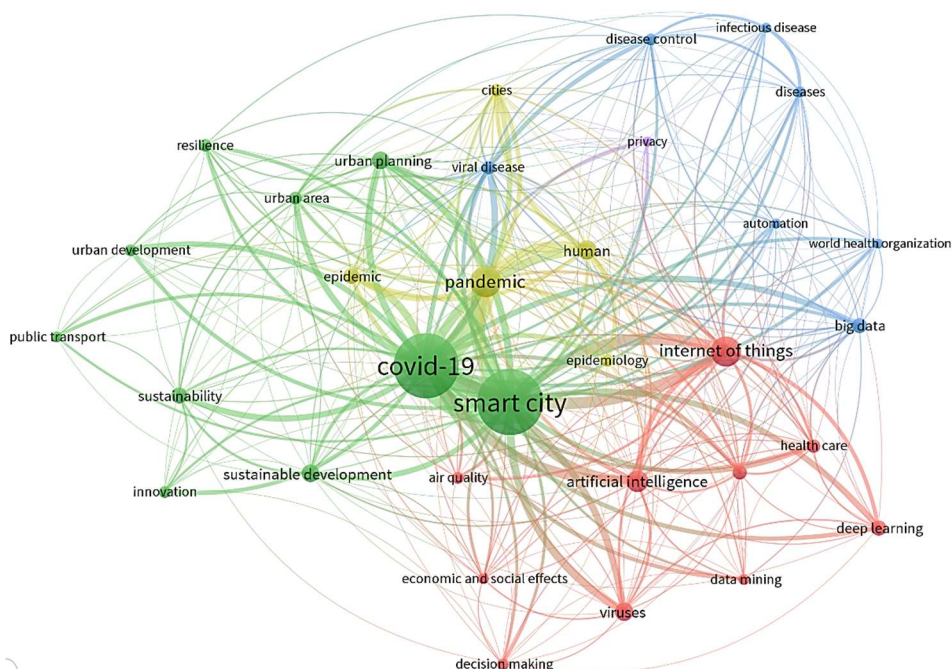 infectious disease
disease control
cities
diseases
privacy
resilience
urban planning
viral disease
urban area
automation
world health organization
urban development
human
epidemic
pandemic
big data
public transport
internet of things
epidemiology
covid-19
sustainability
smart city
health care
sustainable development
air quality
artificial intelligence
innovation
deep learning
economic and social effects
data mining
viruses
decision making